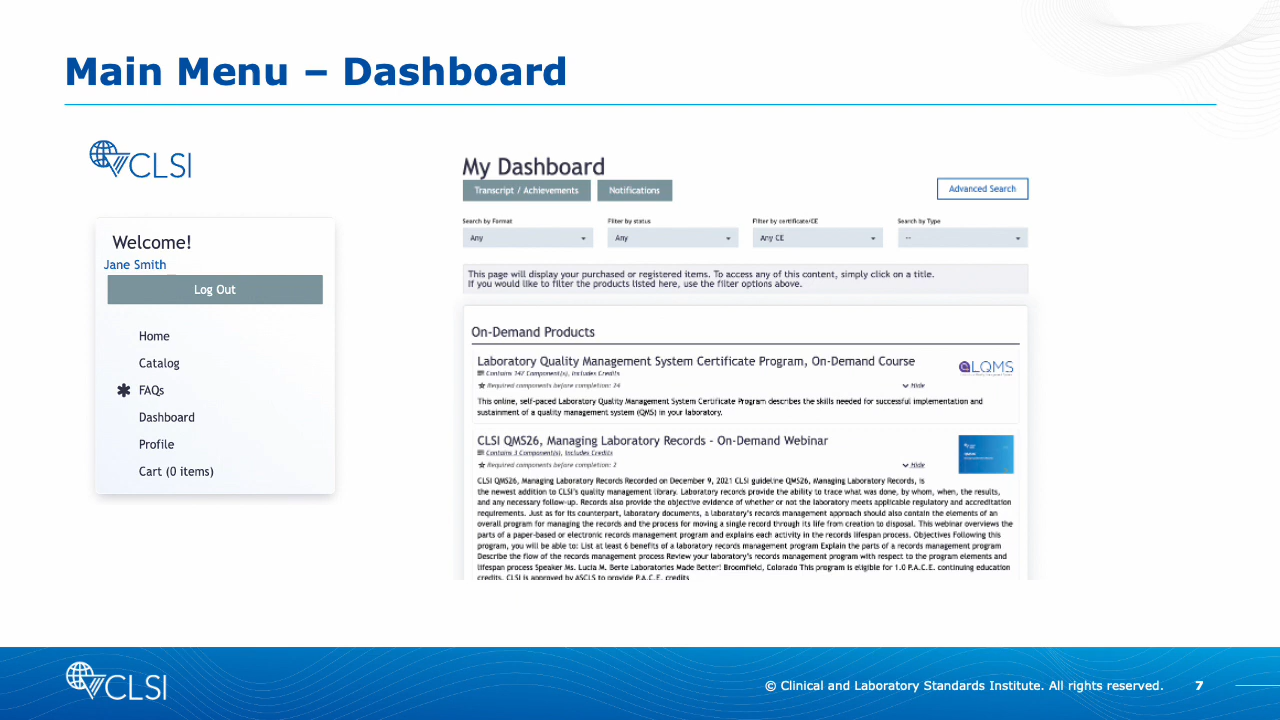 Main Menu – Dashboard
CLSI
Welcome!
Jane Smith
Log Out
Home
Catalog
FAQs
Dashboard
Profile
Cart (0 items)
My Dashboard
Transcript / Achievements
Notifications
Advanced Search
Search by Format
Filter by status
Filter by certificate/CE
Search by Type
Any
Any
Any CE
--
This page will display your purchased or registered items. To access any of this content, simply click on a title.
If you would like to filter the products listed here, use the filter options above.
On-Demand Products
Laboratory Quality Management System Certificate Program, On-Demand Course
Contains 147 Component(s), Includes Credits
Required components before completion: 24
Hide
LQMS
This online, self-paced Laboratory Quality Management System Certificate Program describes the skills needed for successful implementation and
sustainment of a quality management system (QMS) in your laboratory.
CLSI QMS26, Managing Laboratory Records - On-Demand Webinar
Contains 3 Component(s), Includes Credits
Required components before completion: 2
Hide
CLSI QMS26, Managing Laboratory Records Recorded on December 9, 2021 CLSI guideline QMS26, Managing Laboratory Records, is
the newest addition to CLSI's quality management library. Laboratory records provide the ability to trace what was done, by whom, when, the results,
and any necessary follow-up. Records also provide the objective evidence of whether or not the laboratory meets applicable regulatory and accreditation
requirements. Just as for its counterpart, laboratory documents, a laboratory's records management approach should also contain the elements of an
overall program for managing the records and the process for moving a single record through its life from creation to disposal. This webinar overviews the
parts of a paper-based or electronic records management program and explains each activity in the records lifespan process. Objectives Following this
program, you will be able to: List at least 6 benefits of a laboratory records management program Explain the parts of a records management program
Describe the flow of the records management process Review your laboratory's records management program with respect to the program elements and
lifespan process Speaker Ms. Lucia M. Berte Laboratories Made Better! Broomfield, Colorado This program is eligible for 1.0 P.A.C.E. continuing education
credits. CLSI is approved by ASCLS to provide P.A.C.E. credits
CLSI
© Clinical and Laboratory Standards Institute. All rights reserved.
7